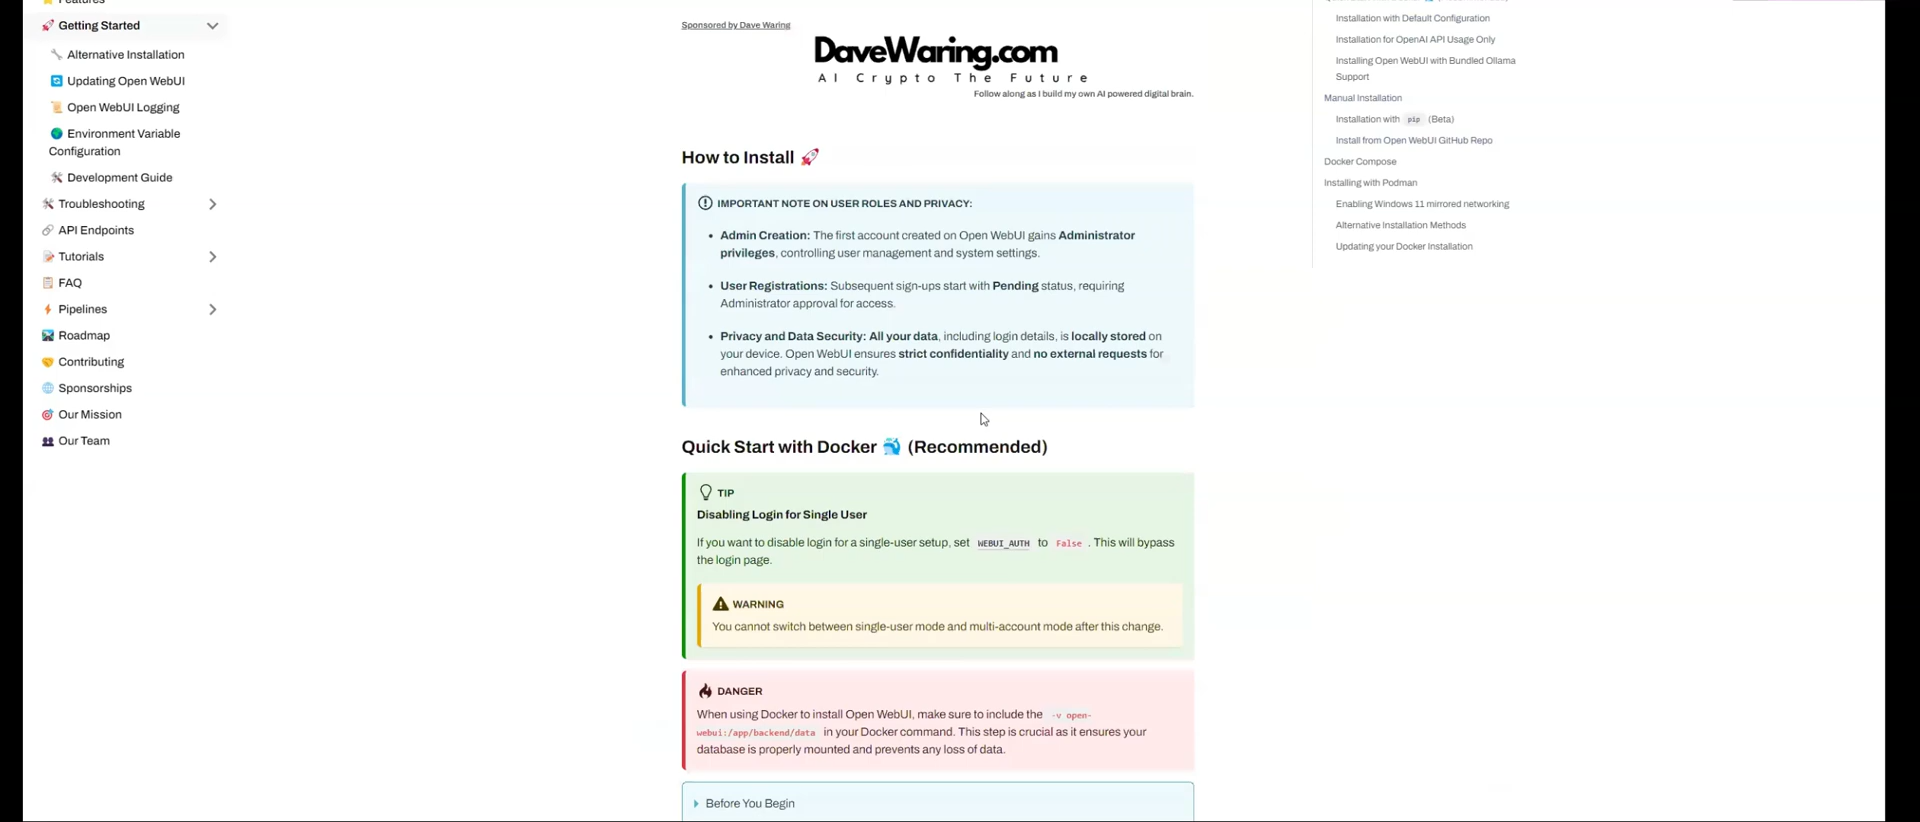 Features
Getting Started
Alternative Installation
Updating Open WebUI
Open WebUI Logging
Environment Variable
Configuration
Development Guide
Troubleshooting
API Endpoints
Tutorials
FAQ
Pipelines
Roadmap
Contributing
Sponsorships
Our Mission
Our Team
Sponsored by Dave Waring
DaveWaring.com
AI Crypto The Future
Follow along as I build my own AI powered digital brain.
How to Install
IMPORTANT NOTE ON USER ROLES AND PRIVACY:
Admin Creation: The first account created on Open WebUI gains Administrator
privileges, controlling user management and system settings.
User Registrations: Subsequent sign-ups start with Pending status, requiring
Administrator approval for access.
Privacy and Data Security: All your data, including login details, is locally stored on
your device. Open WebUI ensures strict confidentiality and no external requests for
enhanced privacy and security.
Quick Start with Docker (Recommended)
TIP
Disabling Login for Single User
If you want to disable login for a single-user setup, set WEBUI_AUTH to False . This will bypass
the login page.
WARNING
You cannot switch between single-user mode and multi-account mode after this change.
DANGER
When using Docker to install Open WebUI, make sure to include the -v open-
webui:/app/backend/data in your Docker command. This step is crucial as it ensures your
database is properly mounted and prevents any loss of data.
Before You Begin
Installation with Default Configuration
Installation for OpenAI API Usage Only
Installing Open WebUI with Bundled Ollama
Support
Manual Installation
Installation with pip (Beta)
Install from Open WebUI GitHub Repo
Docker Compose
Installing with Podman
Enabling Windows 11 mirrored networking
Alternative Installation Methods
Updating your Docker Installation